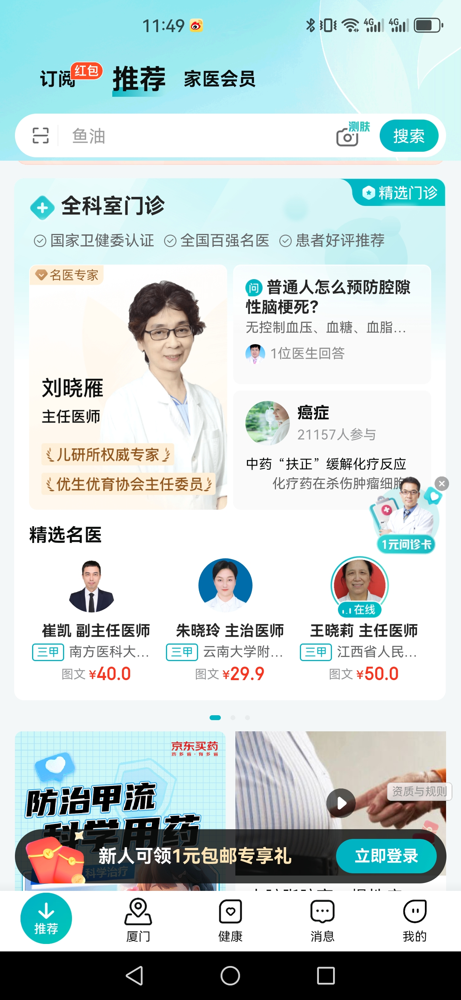 11:49
4G 4G
订阅 红包 推荐 家医会员
鱼油 测肤 搜索
精选门诊
全科室门诊
国家卫健委认证 全国百强名医 患者好评推荐
名医专家
刘晓雁
主任医师
儿研所权威专家
优生优育协会主任委员
问 普通人怎么预防腔隙
性脑梗死?
无控制血压、血糖、血脂...
1位医生回答
癌症
21157人参与
中药“扶正”缓解化疗反应
化疗药在杀伤肿瘤细胞
1元问诊卡
精选名医
在线
崔凯 副主任医师 朱晓玲 主治医师 王晓莉 主任医师
三甲 南方医科大... 三甲 云南大学附... 三甲 江西省人民...
图文 ¥40.0 图文 ¥29.9 图文 ¥50.0
京东买药
药多省·有多省
防治甲流
科学用药
科学治疗
资质与规则
新人可领1元包邮专享礼 立即登录
推荐 厦门 健康 消息 我的